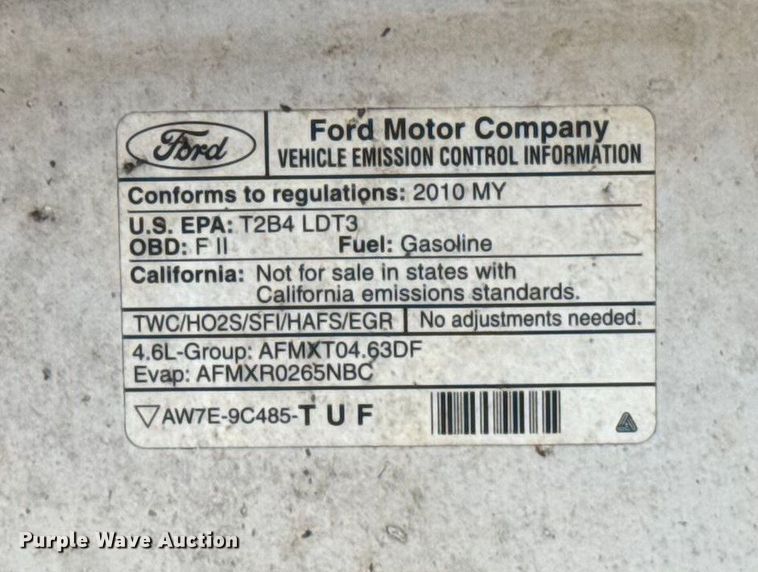 Ford
Ford Motor Company
VEHICLE EMISSION CONTROL INFORMATION
Conforms to regulations: 2010 MY
U.S. EPA: T2B4 LDT3
OBD: F II Fuel: Gasoline
California: Not for sale in states with
California emissions standards.
TWC/HO2S/SFI/HAFS/EGR No adjustments needed.
4.6L-Group: AFMXT04.63DF
Evap: AFMXR0265NBC
▽AW7E-9C485-T U F
Purple Wave Auction